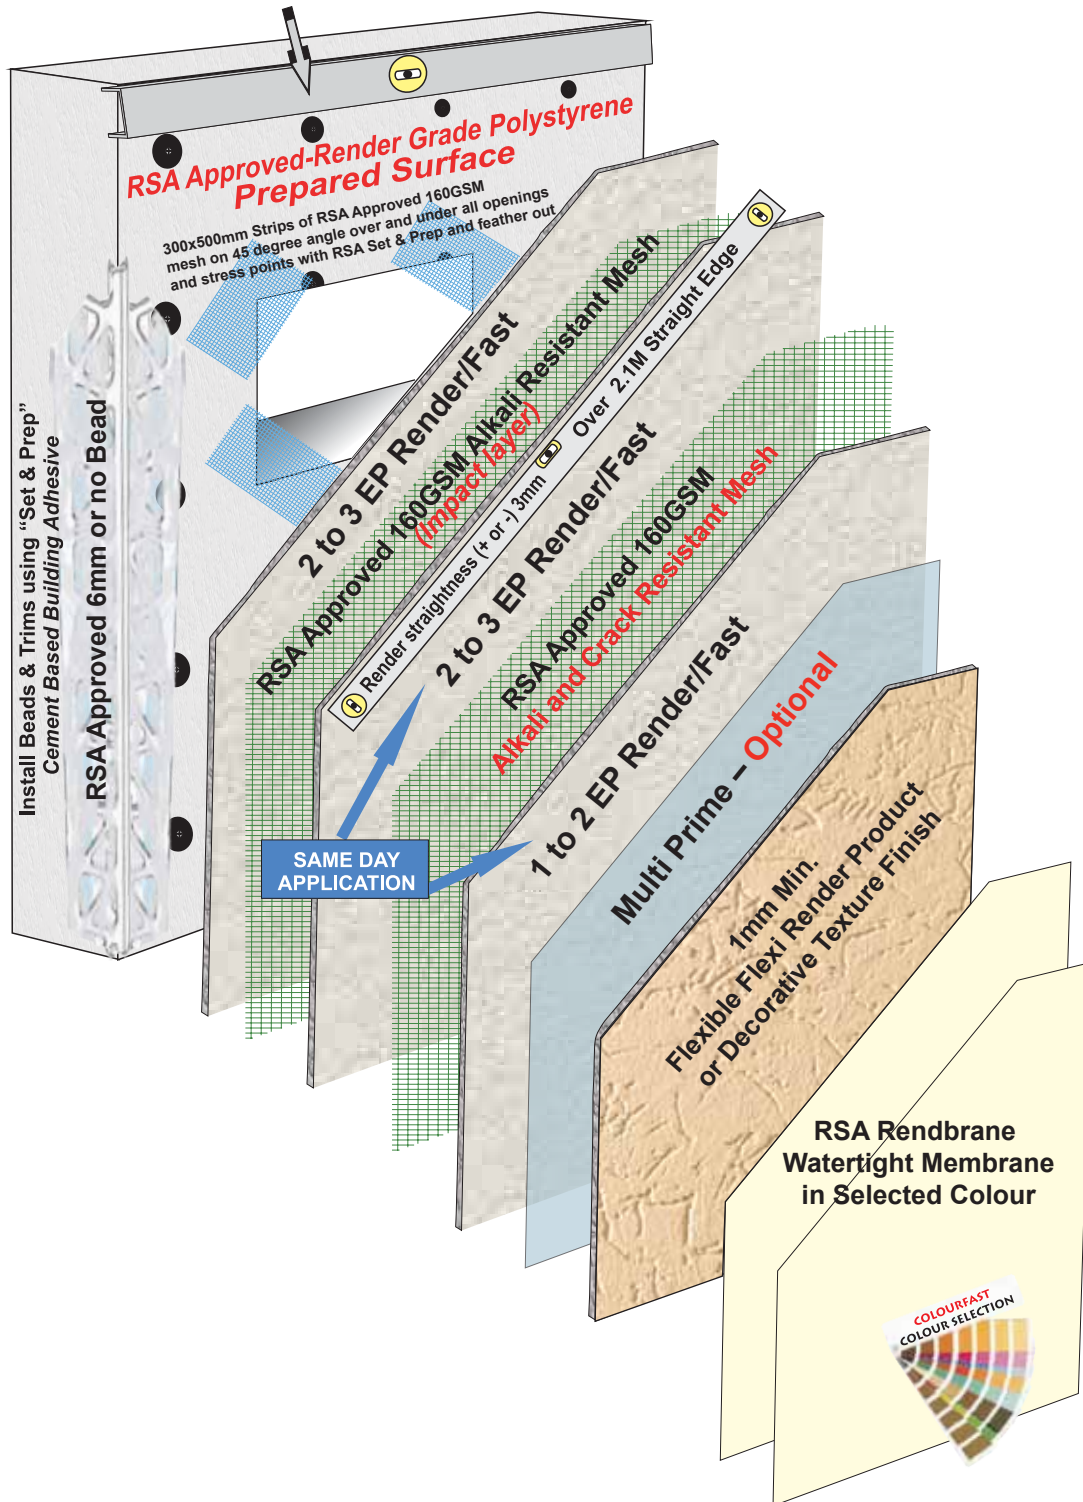 RSA Approved-Render Grade Polystyrene
Prepared Surface
300x500mm Strips of RSA Approved 160GSM
mesh on 45 degree angle over and under all openings
and stress points with RSA Set & Prep and feather out
Install Beads & Trims using “Set & Prep”
Cement Based Building Adhesive
RSA Approved 6mm or no Bead
2 to 3 EP Render/Fast
RSA Approved 160GSM Alkali Resistant Mesh
(Impact layer)
Render straightness (+ or -) 3mm Over 2.1M Straight Edge
2 to 3 EP Render/Fast
RSA Approved 160GSM
Alkali and Crack Resistant Mesh
SAME DAY
APPLICATION
1 to 2 EP Render/Fast
Multi Prime – Optional
1mm Min.
Flexible Flexi Render Product
or Decorative Texture Finish
RSA Rendbrane
Watertight Membrane
in Selected Colour
COLOURFAST
COLOUR SELECTION